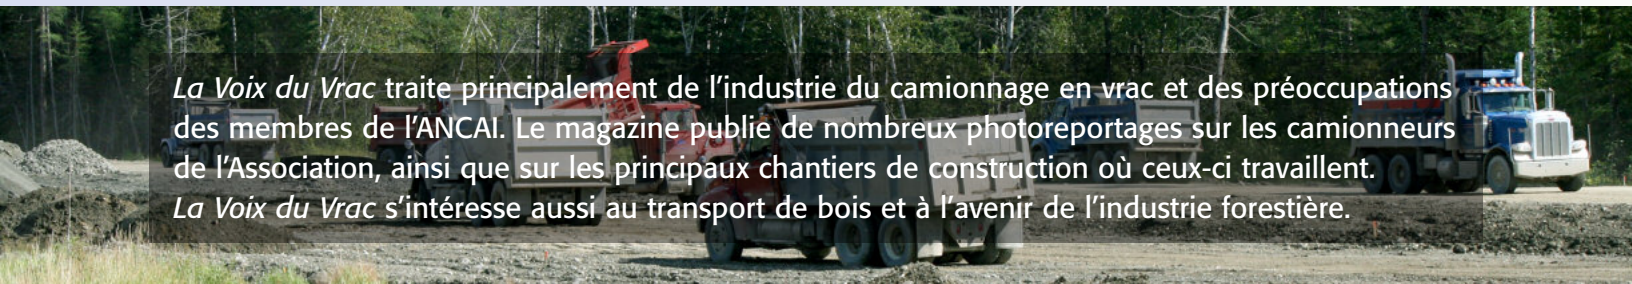 La Voix du Vrac traite principalement de l’industrie du camionnage en vrac et des préoccupations
des membres de l’ANCAI. Le magazine publie de nombreux photoreportages sur les camionneurs
de l’Association, ainsi que sur les principaux chantiers de construction où ceux-ci travaillent.
La Voix du Vrac s’intéresse aussi au transport de bois et à l’avenir de l’industrie forestière.